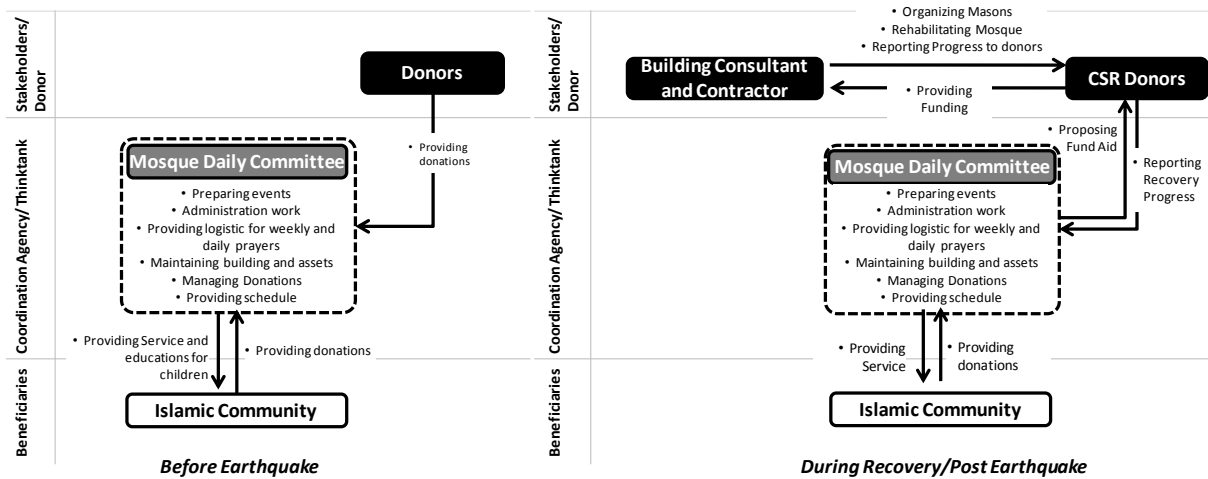 Stakeholders/
Donor
Donors
• Providing
donations
Coordination Agency/ Thinktank
Mosque Daily Committee
• Preparing events
• Administration work
• Providing logistic for weekly and
daily prayers
• Maintaining building and assets
• Managing Donations
• Providing schedule
• Providing Service and
educations for
children
• Providing donations
Beneficiaries
Islamic Community
Before Earthquake
Stakeholders/
Donor
• Organizing Masons
• Rehabilitating Mosque
• Reporting Progress to donors
Building Consultant
and Contractor
CSR Donors
• Providing
Funding
Coordination Agency/ Thinktank
• Proposing
Fund Aid
• Reporting
Recovery
Progress
Mosque Daily Committee
• Preparing events
• Administration work
• Providing logistic for weekly and
daily prayers
• Maintaining building and assets
• Managing Donations
• Providing schedule
• Providing
Service
• Providing
donations
Beneficiaries
Islamic Community
During Recovery/Post Earthquake